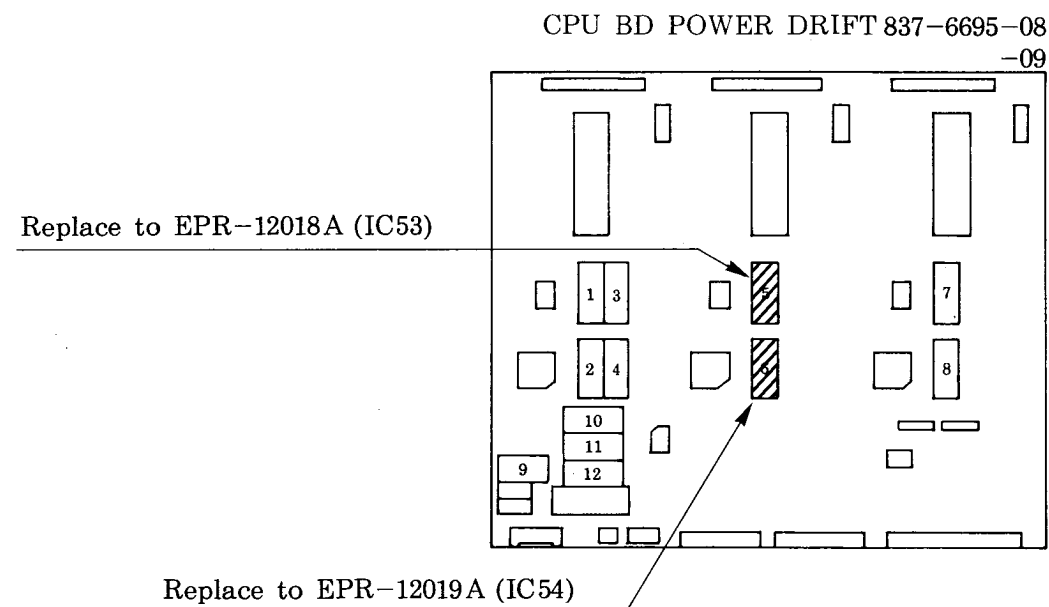 CPU BD POWER DRIFT 837-6695-08
-09
Replace to EPR-12018A (IC53)
1 3 5 7
2 4 6 8
10
11
9 12
Replace to EPR-12019A (IC54)